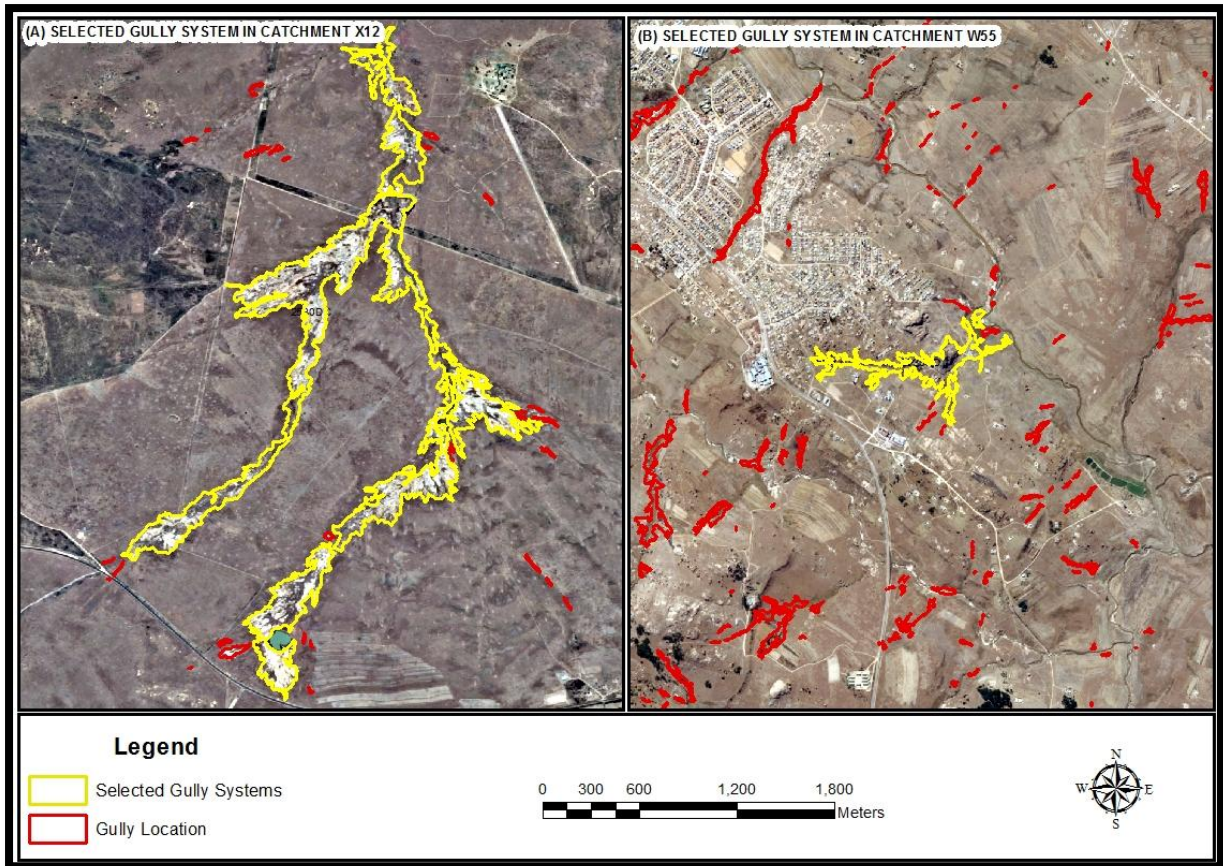 (A) SELECTED GULLY SYSTEM IN CATCHMENT X12
(B) SELECTED GULLY SYSTEM IN CATCHMENT W55
Legend
Selected Gully Systems
Gully Location
0 300 600 1,200 1,800
Meters
N
W E
S